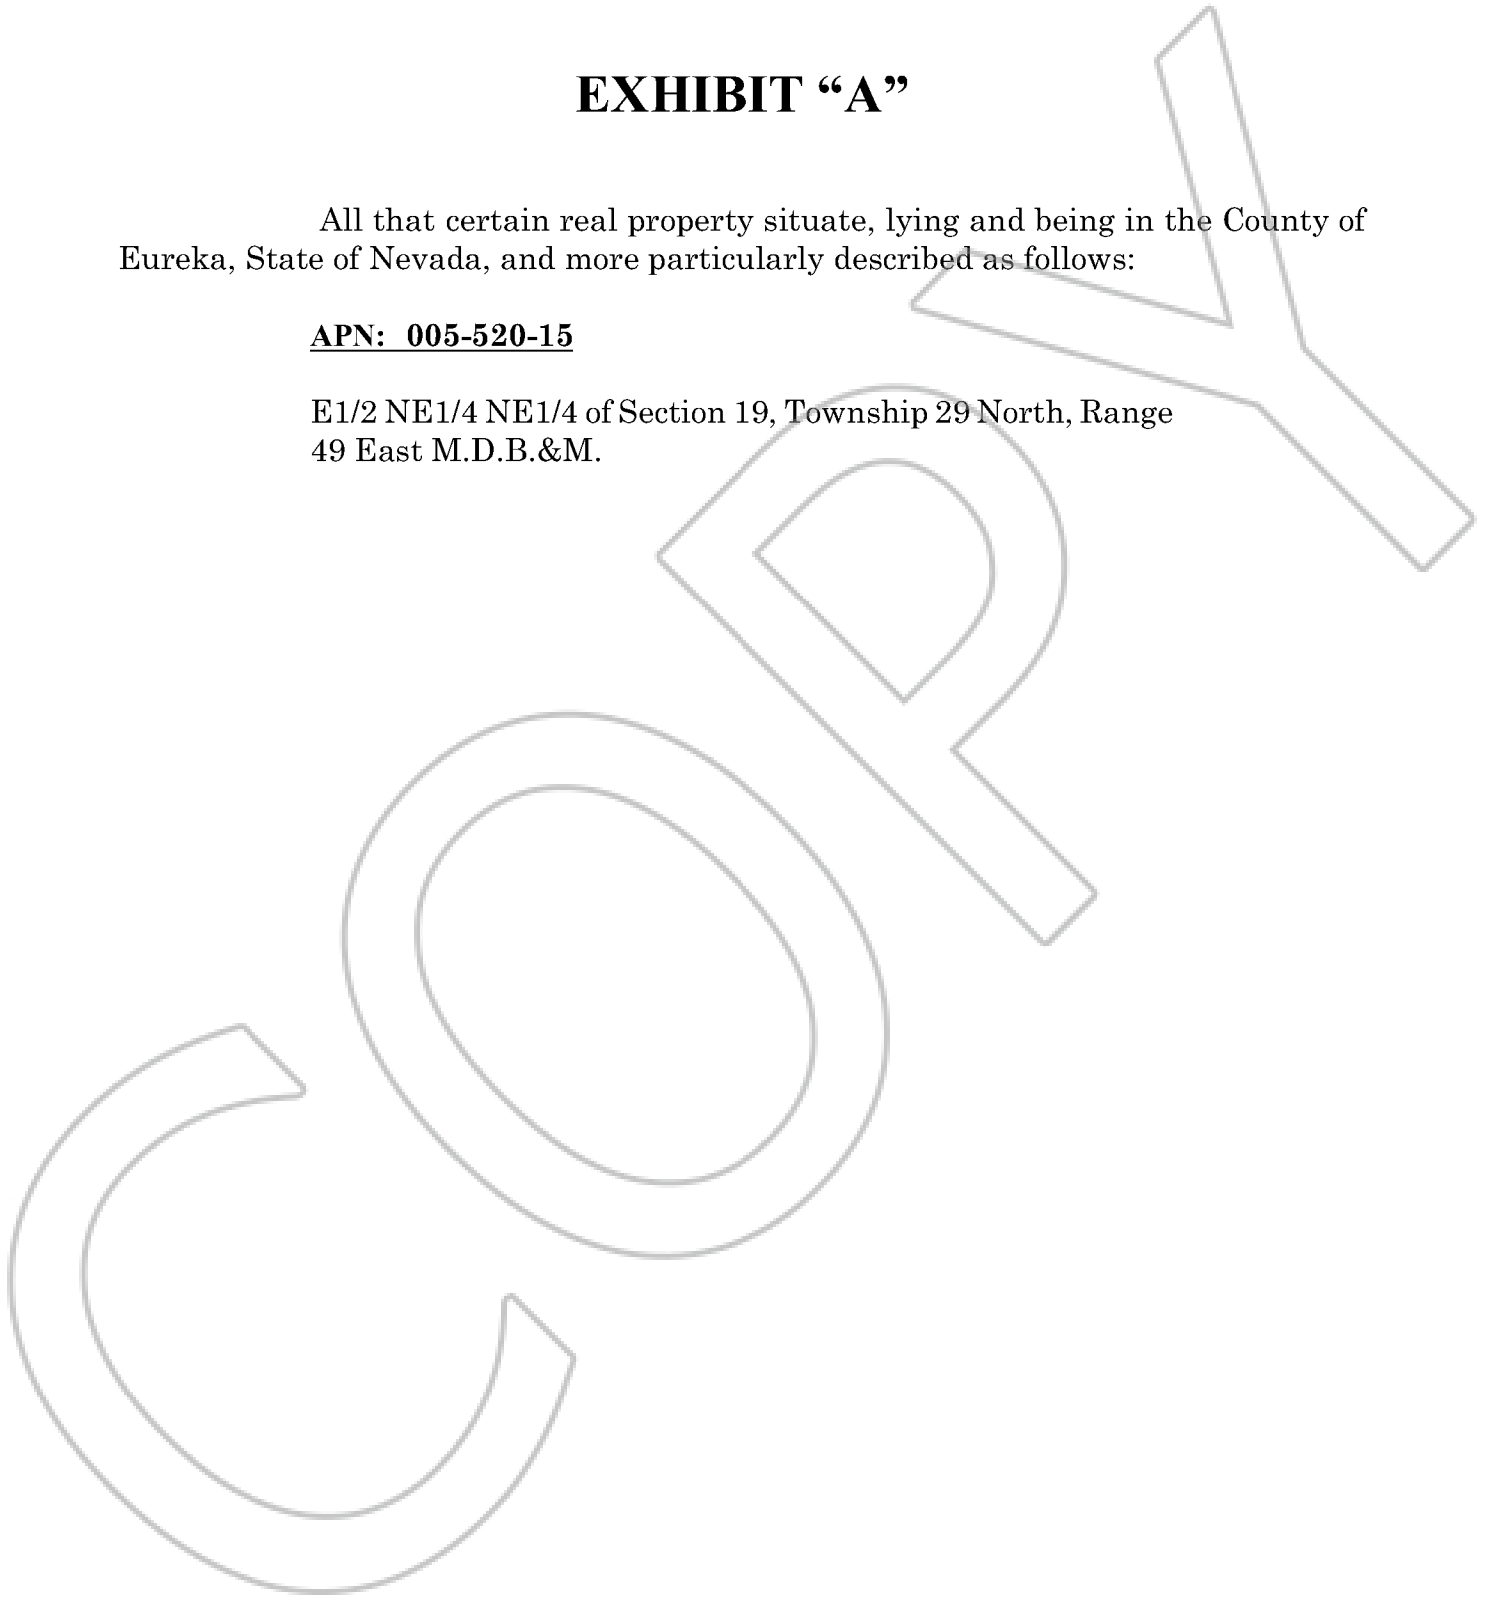 EXHIBIT “A”
All that certain real property situate, lying and being in the County of
Eureka, State of Nevada, and more particularly described as follows:
APN: 005-520-15
E1/2 NE1/4 NE1/4 of Section 19, Township 29 North, Range
49 East M.D.B.&M.
COPY